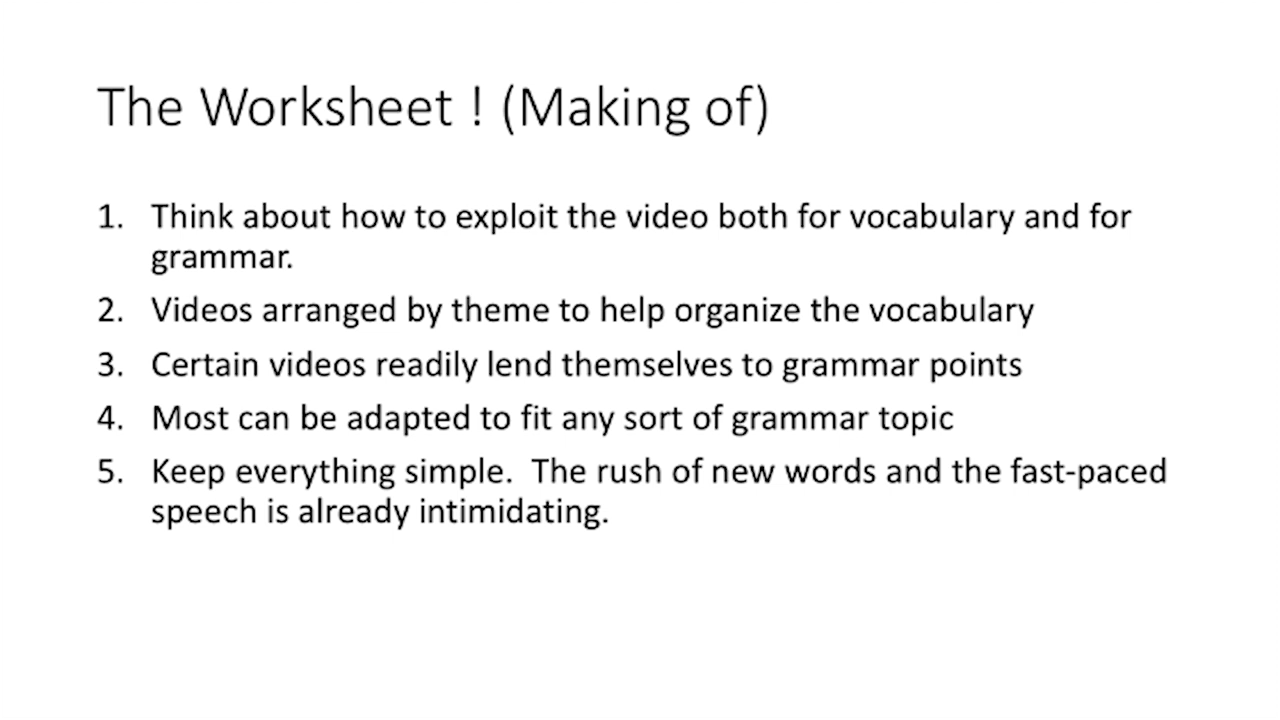 The Worksheet ! (Making of)
1. Think about how to exploit the video both for vocabulary and for
grammar.
2. Videos arranged by theme to help organize the vocabulary
3. Certain videos readily lend themselves to grammar points
4. Most can be adapted to fit any sort of grammar topic
5. Keep everything simple.  The rush of new words and the fast-paced
speech is already intimidating.